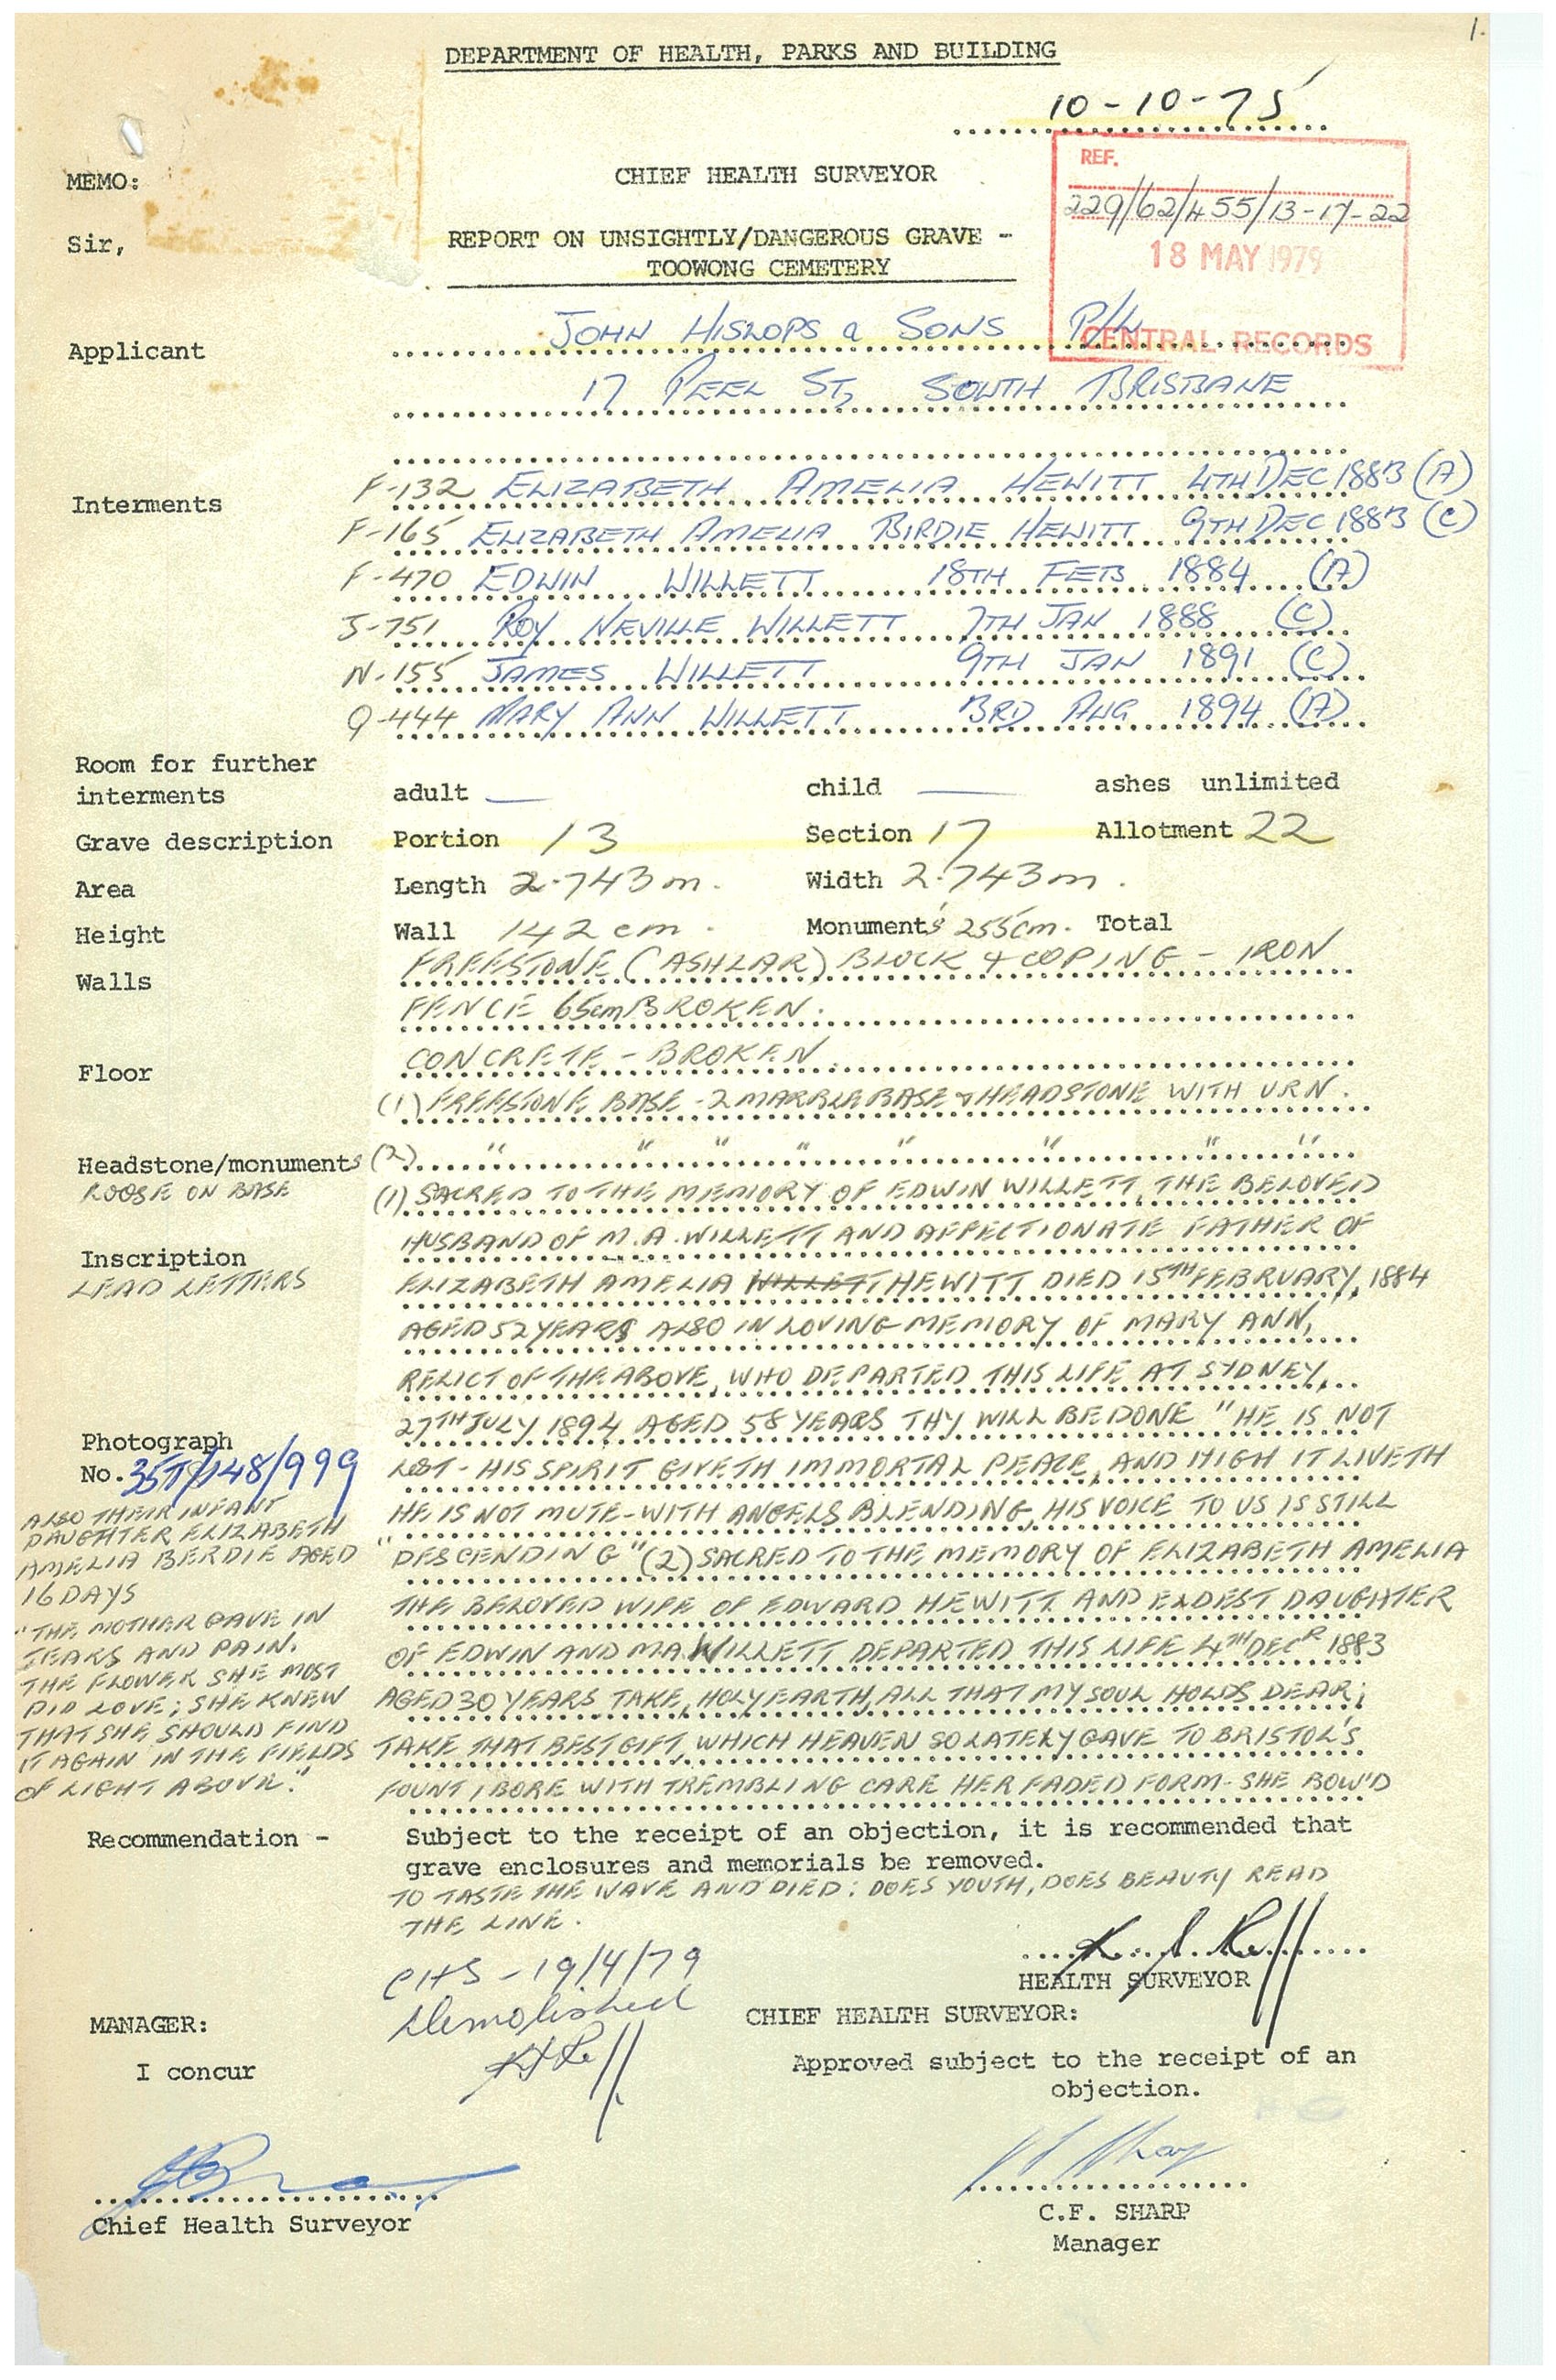 1.
DEPARTMENT OF HEALTH, PARKS AND BUILDING
10-10-75
REF.
229/62/455/13-17-22
18 MAY 1979
CENTRAL RECORDS
MEMO: CHIEF HEALTH SURVEYOR
Sir, REPORT ON UNSIGHTLY/DANGEROUS GRAVE -
TOOWONG CEMETERY
Applicant JOHN HISLOPS & SONS P/L
17 PEEL ST, SOUTH BRISBANE
Interments F-132 ELIZABETH AMELIA HEWITT 4TH DEC 1883 (A)
F-165 ELIZABETH AMELIA BIRDIE HEWITT 9TH DEC 1883 (C)
F-470 EDWIN WILLETT 18TH FEB 1884 (A)
J-751 ROY NEVILLE WILLETT 7TH JAN 1888 (C)
N-155 JAMES WILLETT 9TH JAN 1891 (C)
Q-444 MARY ANN WILLETT 3RD AUG 1894 (A)
Room for further
interments adult — child — ashes unlimited
Grave description Portion 13 Section 17 Allotment 22
Area Length 2.743m. Width 2.743m.
Height Wall 142 cm. Monuments 255cm. Total
Walls FREESTONE (ASHLAR) BLOCK & COPING - IRON
FENCE 65cm BROKEN.
Floor CONCRETE - BROKEN.
(1) FREESTONE BASE - 2 MARBLE BASE & HEADSTONE WITH URN.
Headstone/monuments (2) " " " " " " " "
LOOSE ON BASE
(1) SACRED TO THE MEMORY OF EDWIN WILLETT, THE BELOVED
HUSBAND OF M.A. WILLETT AND AFFECTIONATE FATHER OF
Inscription
LEAD LETTERS
ELIZABETH AMELIA WILLETT HEWITT DIED 15TH FEBRUARY, 1884
AGED 52 YEARS ALSO IN LOVING MEMORY OF MARY ANN,
RELICT OF THE ABOVE, WHO DEPARTED THIS LIFE AT SYDNEY,
27TH JULY 1894 AGED 58 YEARS THY WILL BE DONE "HE IS NOT
LOST - HIS SPIRIT GIVETH IMMORTAL PEACE, AND HIGH IT LIVETH
HE IS NOT MUTE - WITH ANGELS BLENDING, HIS VOICE TO US IS STILL
"DESCENDING" (2) SACRED TO THE MEMORY OF ELIZABETH AMELIA
THE BELOVED WIFE OF EDWARD HEWITT AND ELDEST DAUGHTER
OF EDWIN AND M.A. WILLETT DEPARTED THIS LIFE 4TH DECR 1883
AGED 30 YEARS TAKE, HOLY EARTH, ALL THAT MY SOUL HOLDS DEAR;
TAKE THAT BEST GIFT, WHICH HEAVEN SO LATELY GAVE TO BRISTOL'S
FOUNT I BORE WITH TREMBLING CARE HER FADED FORM - SHE BOW'D
Photograph
No. 35T/148/999
ALSO THEIR INFANT
DAUGHTER ELIZABETH
AMELIA BERDIE AGED
16 DAYS
"THE MOTHER GAVE IN
TEARS AND PAIN.
THE FLOWER SHE MOST
DID LOVE; SHE KNEW
THAT SHE SHOULD FIND
IT AGAIN IN THE FIELDS
OF LIGHT ABOVE."
Recommendation - Subject to the receipt of an objection, it is recommended that
grave enclosures and memorials be removed.
TO TASTE THE WAVE AND DIED: DOES YOUTH, DOES BEAUTY READ
THE LINE.
HEALTH SURVEYOR
CHS - 19/4/79
Demolished
MANAGER:
I concur
CHIEF HEALTH SURVEYOR:
Approved subject to the receipt of an
objection.
Chief Health Surveyor
C.F. SHARP
Manager